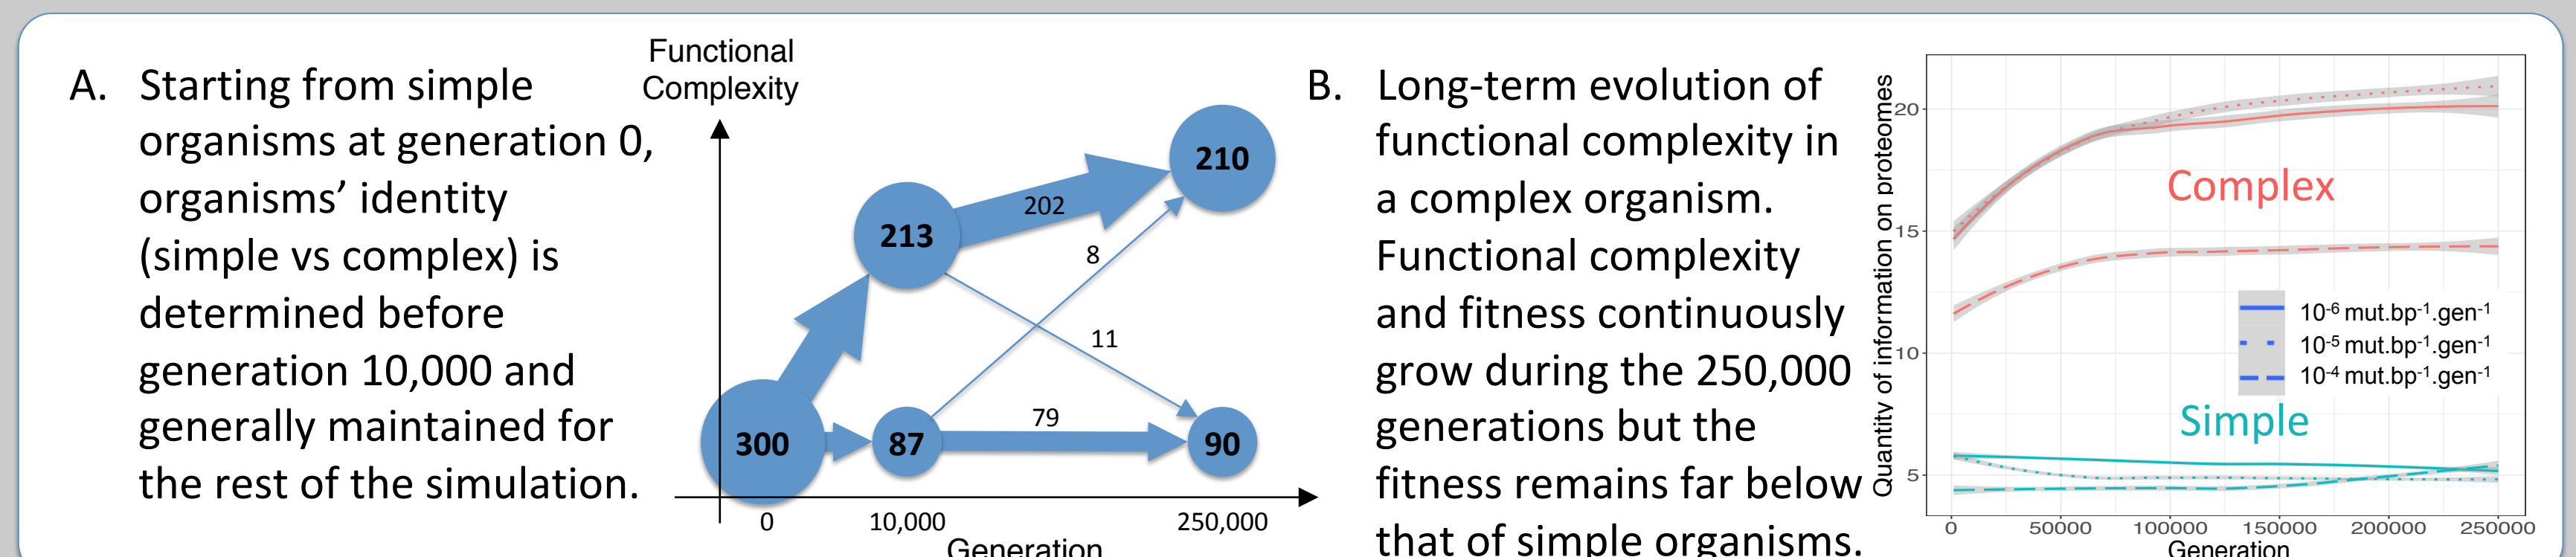 A. Starting from simple
organisms at generation 0,
organisms’ identity
(simple vs complex) is
determined before
generation 10,000 and
generally maintained for
the rest of the simulation.
Functional
Complexity
210
213
202
8
11
300
87
79
90
0
10,000
250,000
Generation
B. Long-term evolution of
functional complexity in
a complex organism.
Functional complexity
and fitness continuously
grow during the 250,000
generations but the
fitness remains far below
that of simple organisms.
Quantity of information on proteomes
20
15
10
5
Complex
10⁻⁶ mut.bp⁻¹.gen⁻¹
10⁻⁵ mut.bp⁻¹.gen⁻¹
10⁻⁴ mut.bp⁻¹.gen⁻¹
Simple
0
50000
100000
150000
200000
250000
Generation